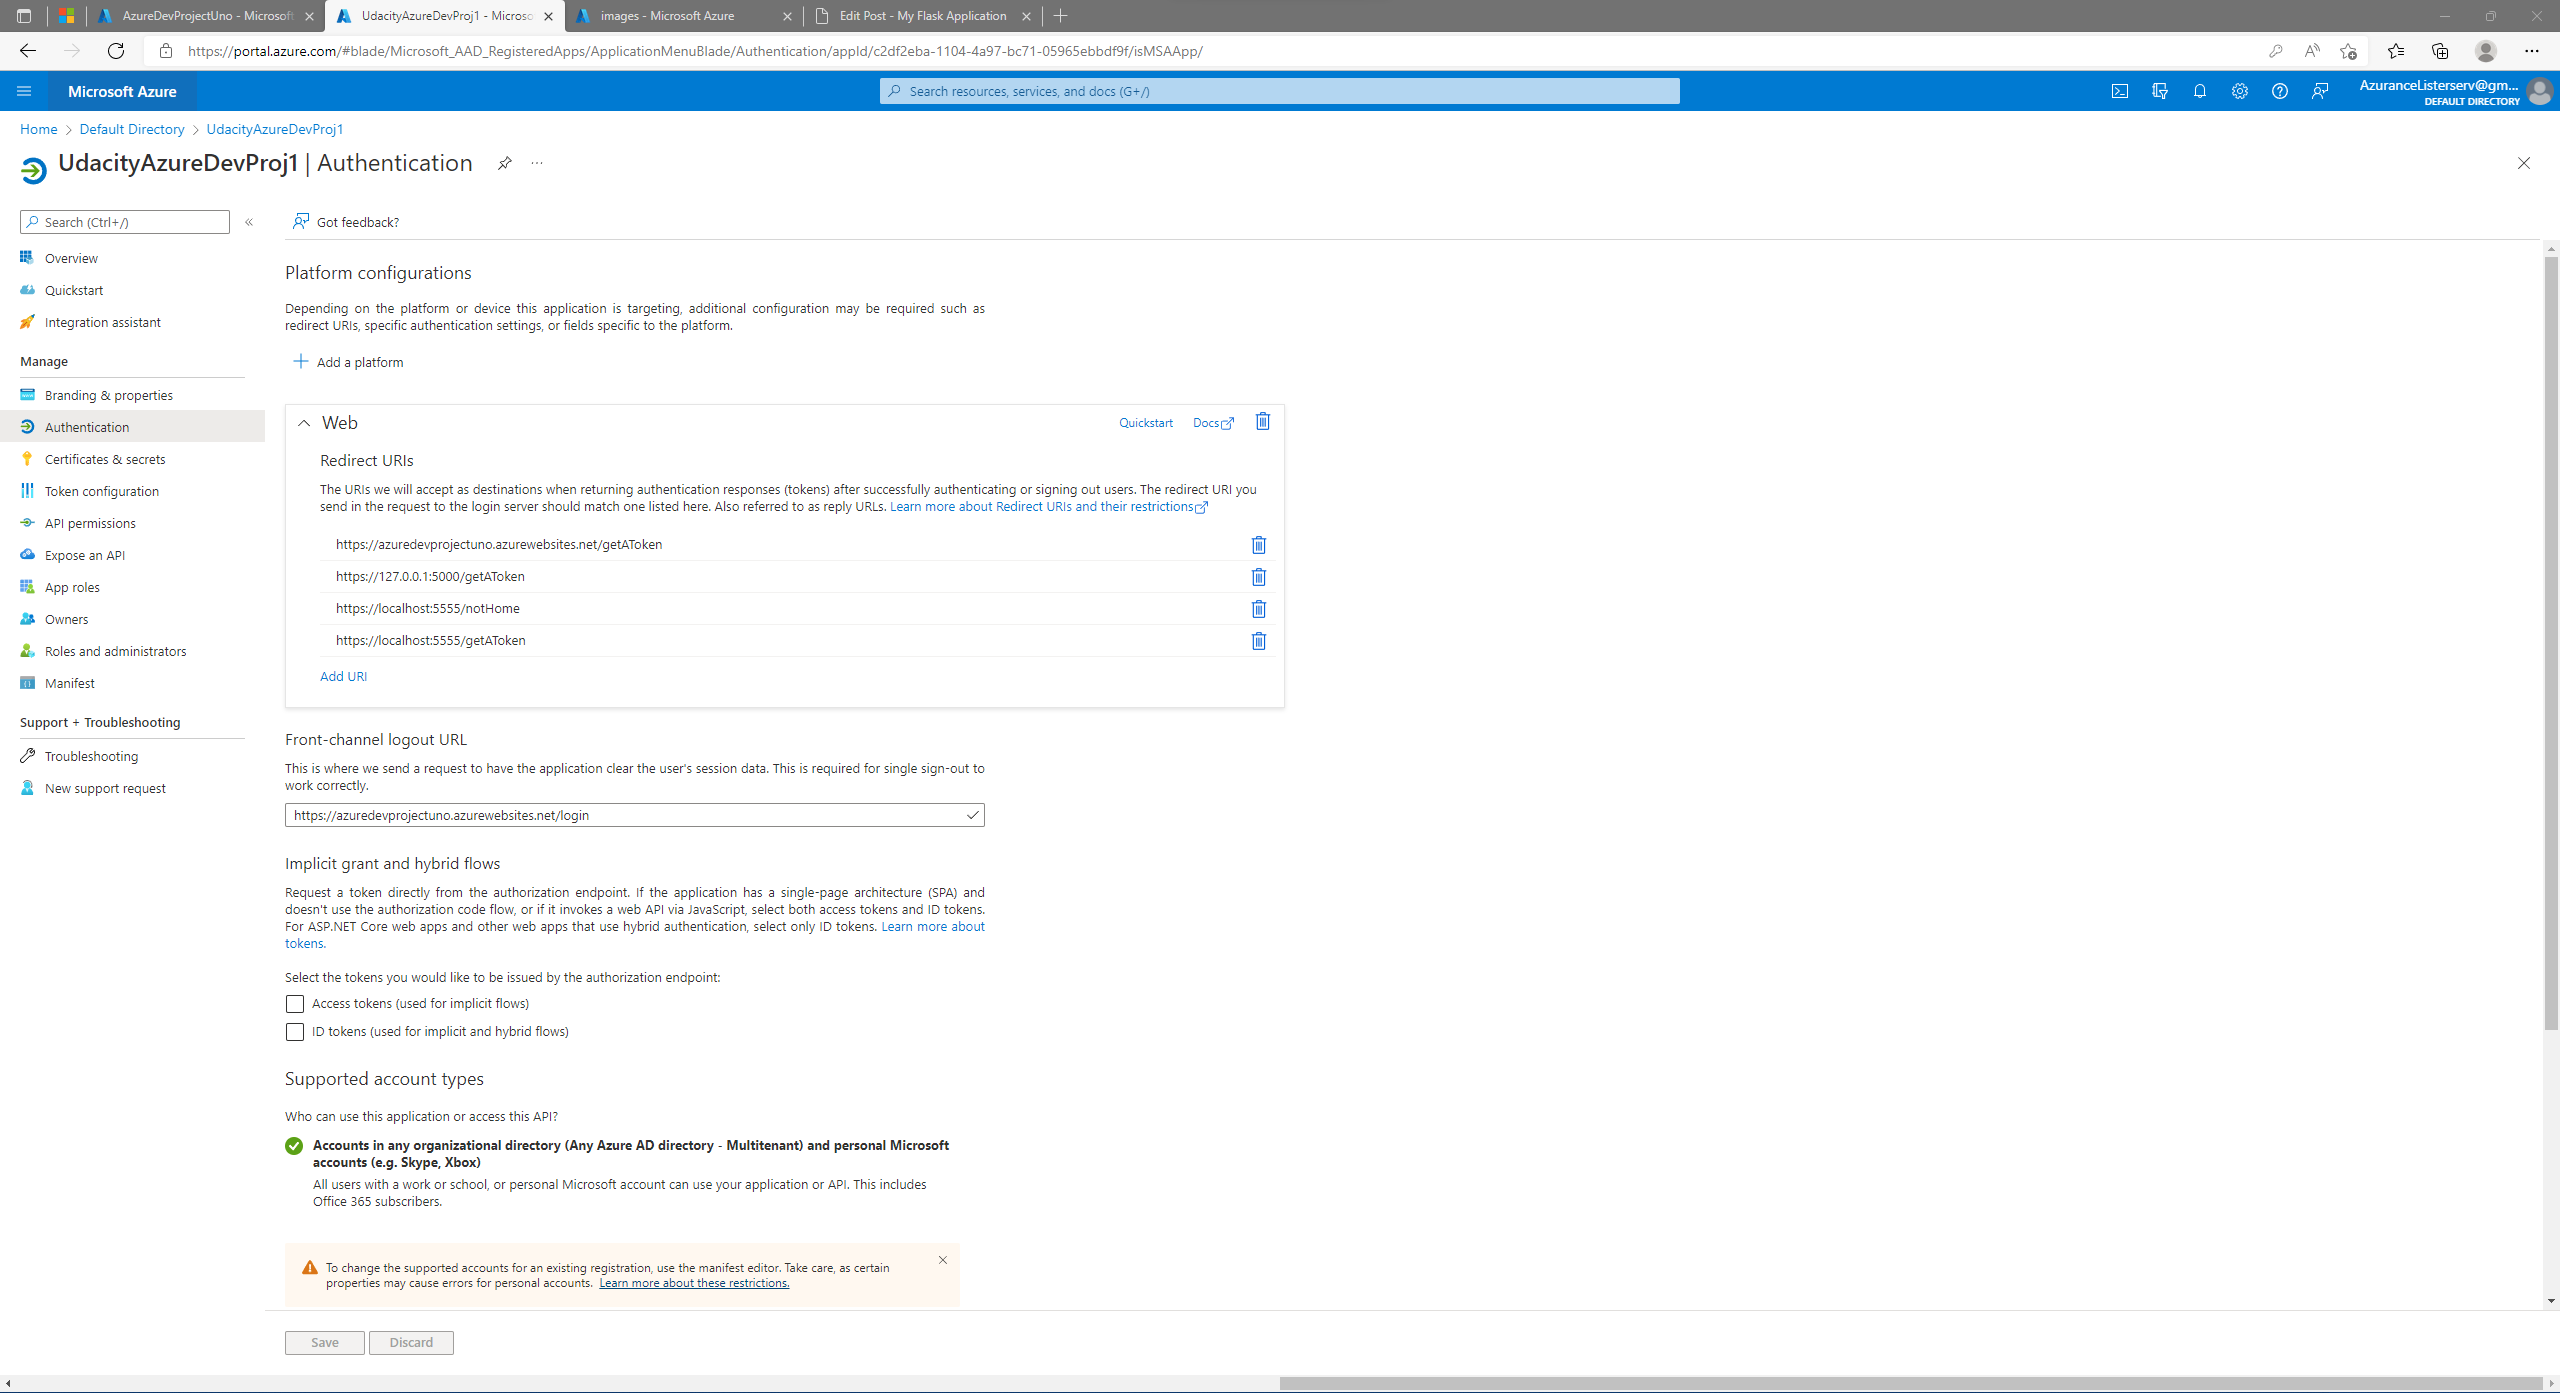 AzureDevProjectUno - Microsoft
UdacityAzureDevProj1 - Microso
images - Microsoft Azure
Edit Post - My Flask Application
https://portal.azure.com/#blade/Microsoft_AAD_RegisteredApps/ApplicationMenuBlade/Authentication/appId/c2df2eba-1104-4a97-bc71-05965ebbdf9f/isMSAApp/
Microsoft Azure
Search resources, services, and docs (G+/)
AzuranceListerserv@gm...
DEFAULT DIRECTORY
Home > Default Directory > UdacityAzureDevProj1
UdacityAzureDevProj1 | Authentication
Search (Ctrl+/)
Overview
Quickstart
Integration assistant
Manage
Branding & properties
Authentication
Certificates & secrets
Token configuration
API permissions
Expose an API
App roles
Owners
Roles and administrators
Manifest
Support + Troubleshooting
Troubleshooting
New support request
Got feedback?
Platform configurations
Depending on the platform or device this application is targeting, additional configuration may be required such as
redirect URIs, specific authentication settings, or fields specific to the platform.
Add a platform
Web
Quickstart
Docs
Redirect URIs
The URIs we will accept as destinations when returning authentication responses (tokens) after successfully authenticating or signing out users. The redirect URI you
send in the request to the login server should match one listed here. Also referred to as reply URLs. Learn more about Redirect URIs and their restrictions
https://azuredevprojectuno.azurewebsites.net/getAToken
https://127.0.0.1:5000/getAToken
https://localhost:5555/notHome
https://localhost:5555/getAToken
Add URI
Front-channel logout URL
This is where we send a request to have the application clear the user's session data. This is required for single sign-out to
work correctly.
https://azuredevprojectuno.azurewebsites.net/login
Implicit grant and hybrid flows
Request a token directly from the authorization endpoint. If the application has a single-page architecture (SPA) and
doesn't use the authorization code flow, or if it invokes a web API via JavaScript, select both access tokens and ID tokens.
For ASP.NET Core web apps and other web apps that use hybrid authentication, select only ID tokens. Learn more about
tokens.
Select the tokens you would like to be issued by the authorization endpoint:
Access tokens (used for implicit flows)
ID tokens (used for implicit and hybrid flows)
Supported account types
Who can use this application or access this API?
Accounts in any organizational directory (Any Azure AD directory - Multitenant) and personal Microsoft
accounts (e.g. Skype, Xbox)
All users with a work or school, or personal Microsoft account can use your application or API. This includes
Office 365 subscribers.
To change the supported accounts for an existing registration, use the manifest editor. Take care, as certain
properties may cause errors for personal accounts. Learn more about these restrictions.
Save
Discard